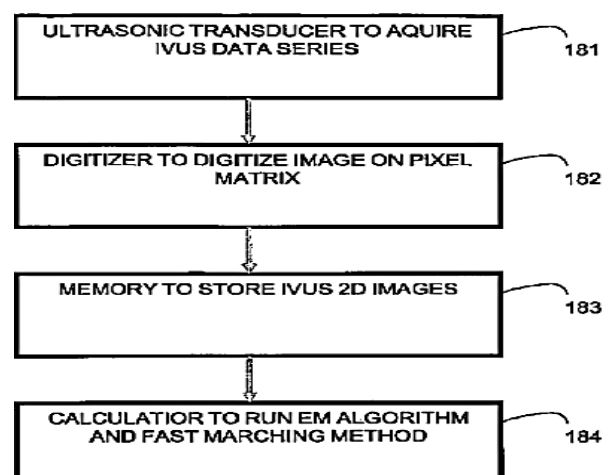 ULTRASONIC TRANSDUCER TO AQUIRE
IVUS DATA SERIES
181
DIGITIZER TO DIGITIZE IMAGE ON PIXEL
MATRIX
182
MEMORY TO STORE IVUS 2D IMAGES
183
CALCULATIOR TO RUN EM ALGORITHM
AND FAST MARCHING METHOD
184